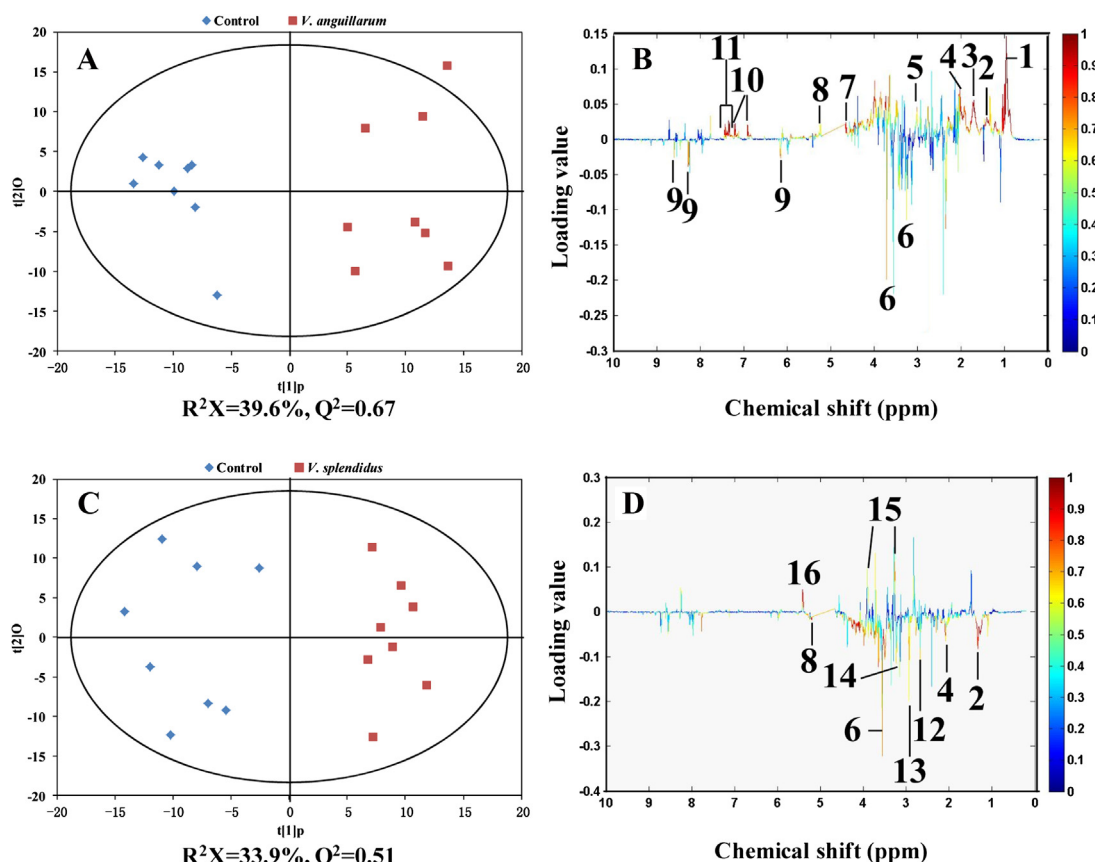 Control V. anguillarum
A
20
15
10
5
0
-5
-10
-15
-20
t[2]O
-20 -15 -10 -5 0 5 10 15 20
t[1]p
R²X=39.6%, Q²=0.67
B
0.15
0.1
0.05
0
-0.05
-0.1
-0.15
-0.2
-0.25
-0.3
Loading value
11 10 8 7 5 4 3 2 1
9 9 9 6 6
10 9 8 7 6 5 4 3 2 1 0
Chemical shift (ppm)
1
0.9
0.8
0.7
0.6
0.5
0.4
0.3
0.2
0.1
0
Control V. splendidus
C
20
15
10
5
0
-5
-10
-15
-20
t[2]O
-20 -15 -10 -5 0 5 10 15 20
t[1]p
R²X=33.9%, Q²=0.51
D
0.3
0.2
0.1
0
-0.1
-0.2
-0.3
-0.4
Loading value
16 15
8 14 6 13 12 4 2
10 9 8 7 6 5 4 3 2 1 0
Chemical shift (ppm)
1
0.9
0.8
0.7
0.6
0.5
0.4
0.3
0.2
0.1
0